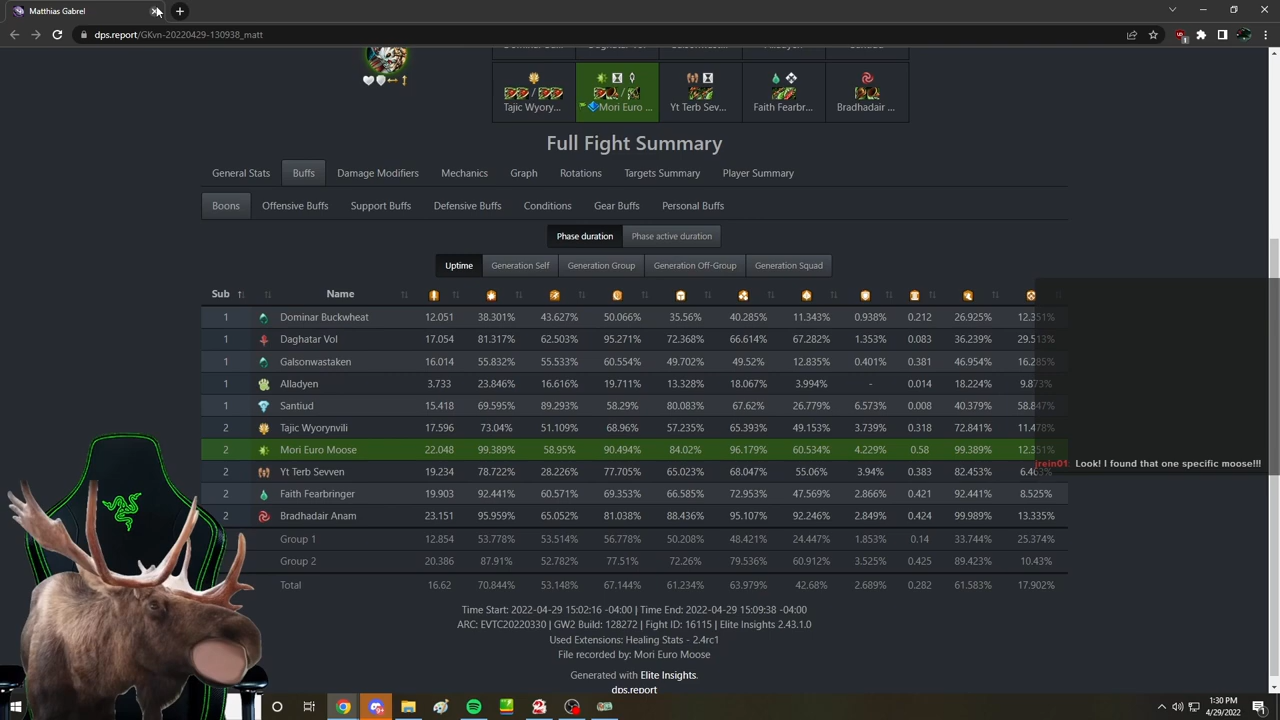 Matthias Gabrel
dps.report/GKvn-20220429-130938_matt
Tajic Wyory... Mori Euro ... Yt Terb Sev... Faith Fearbr... Bradhadair ...
Full Fight Summary
General Stats Buffs Damage Modifiers Mechanics Graph Rotations Targets Summary Player Summary
Boons Offensive Buffs Support Buffs Defensive Buffs Conditions Gear Buffs Personal Buffs
Phase duration Phase active duration
Uptime Generation Self Generation Group Generation Off-Group Generation Squad
Sub Name
1 Dominar Buckwheat 12.051 38.301% 43.627% 50.066% 35.56% 40.285% 11.343% 0.938% 0.212 26.925% 12.351%
1 Daghatar Vol 17.054 81.317% 62.503% 95.271% 72.368% 66.614% 67.282% 1.353% 0.083 36.239% 29.513%
1 Galsonwastaken 16.014 55.832% 55.533% 60.554% 49.702% 49.52% 12.835% 0.401% 0.381 46.954% 16.285%
1 Alladyen 3.733 23.846% 16.616% 19.711% 13.328% 18.067% 3.994% - 0.014 18.224% 9.873%
1 Santiud 15.418 69.595% 89.293% 58.29% 80.083% 67.62% 26.779% 6.573% 0.008 40.379% 58.847%
2 Tajic Wyorynvili 17.596 73.04% 51.109% 68.96% 57.235% 65.393% 49.153% 3.739% 0.318 72.841% 11.478%
2 Mori Euro Moose 22.048 99.389% 58.95% 90.494% 84.02% 96.179% 60.534% 4.229% 0.58 99.389% 12.351%
2 Yt Terb Sevven 19.234 78.722% 28.226% 77.705% 65.023% 68.047% 55.06% 3.94% 0.383 82.453%
jrein01: Look! I found that one specific moose!!!
2 Faith Fearbringer 19.903 92.441% 60.571% 69.353% 66.585% 72.953% 47.569% 2.866% 0.421 92.441% 8.525%
2 Bradhadair Anam 23.151 95.959% 65.052% 81.038% 88.436% 95.107% 92.246% 2.849% 0.424 99.989% 13.335%
Group 1 12.854 53.778% 53.514% 56.778% 50.208% 48.421% 24.447% 1.853% 0.14 33.744% 25.374%
Group 2 20.386 87.91% 52.782% 77.51% 72.26% 79.536% 60.912% 3.525% 0.425 89.423% 10.43%
Total 16.62 70.844% 53.148% 67.144% 61.234% 63.979% 42.68% 2.689% 0.282 61.583% 17.902%
Time Start: 2022-04-29 15:02:16 -04:00 | Time End: 2022-04-29 15:09:38 -04:00
ARC: EVTC20220330 | GW2 Build: 128272 | Fight ID: 16115 | Elite Insights 2.43.1.0
Used Extensions: Healing Stats - 2.4rc1
File recorded by: Mori Euro Moose
Generated with Elite Insights.
dps.report
1:30 PM
4/29/2022